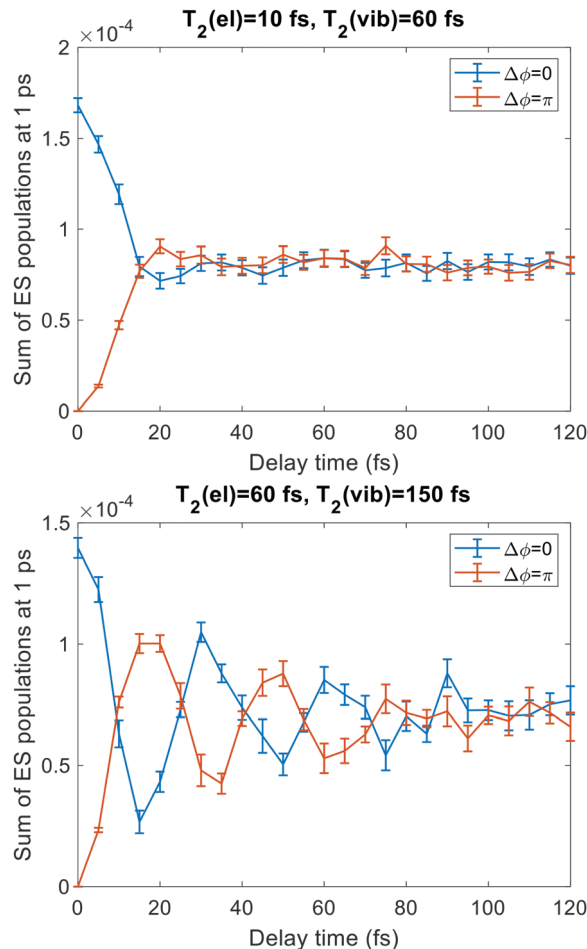 T₂(el)=10 fs, T₂(vib)=60 fs
×10⁻⁴
2
1.5
1
0.5
0
Sum of ES populations at 1 ps
Δϕ=0
Δϕ=π
0 20 40 60 80 100 120
Delay time (fs)
T₂(el)=60 fs, T₂(vib)=150 fs
×10⁻⁴
1.5
1
0.5
0
Sum of ES populations at 1 ps
Δϕ=0
Δϕ=π
0 20 40 60 80 100 120
Delay time (fs)